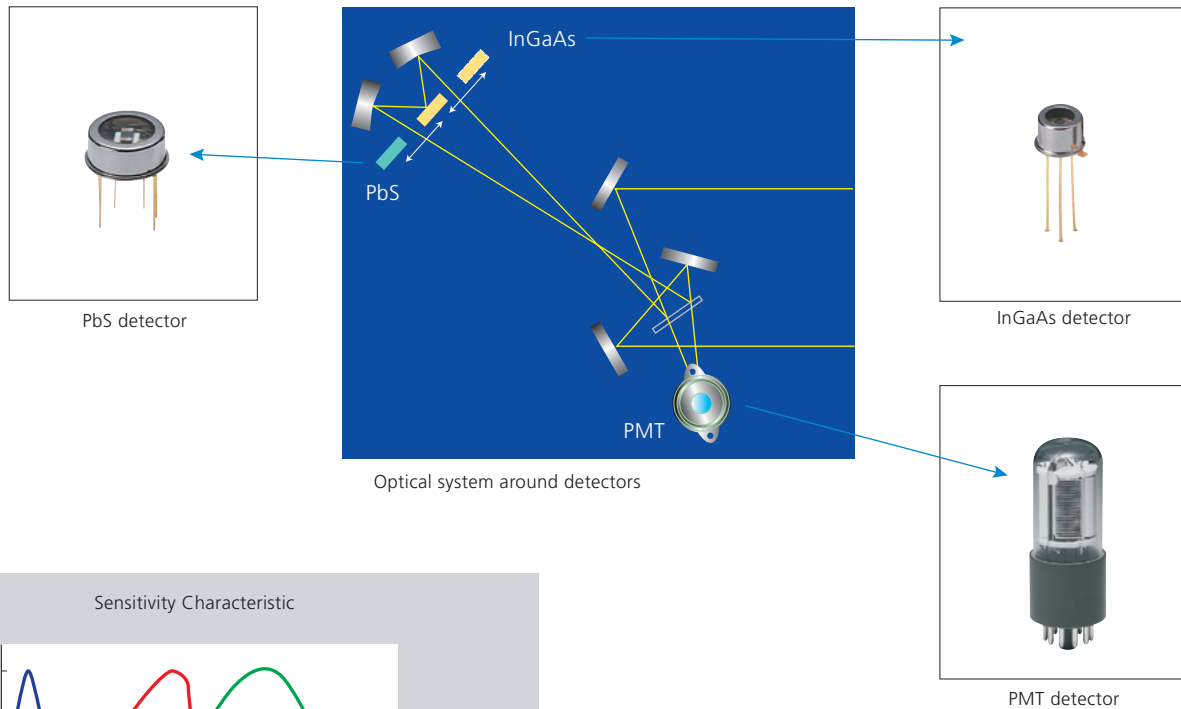 InGaAs
PbS
PMT
PbS detector
InGaAs detector
Optical system around detectors
Sensitivity Characteristic
PMT detector